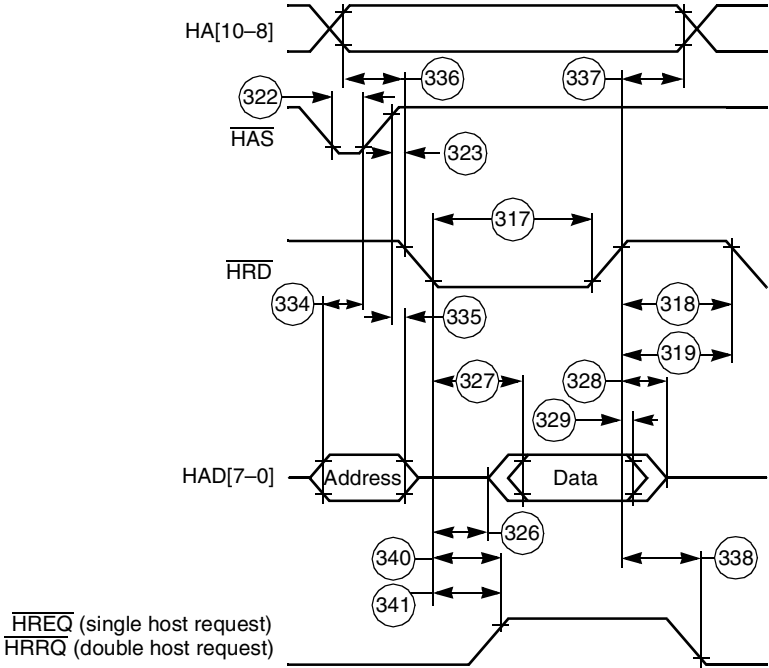 HA[10–8]
336
337
322
HAS
323
317
HRD
334
335
318
319
327
328
329
HAD[7–0]
Address
Data
326
340
338
341
HREQ (single host request)
HRRQ (double host request)